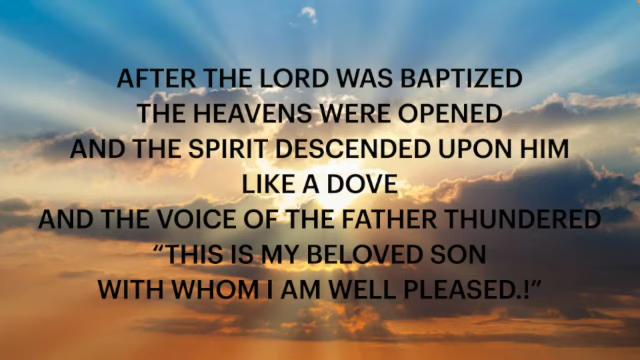 AFTER THE LORD WAS BAPTIZED
THE HEAVENS WERE OPENED
AND THE SPIRIT DESCENDED UPON HIM
LIKE A DOVE
AND THE VOICE OF THE FATHER THUNDERED
“THIS IS MY BELOVED SON
WITH WHOM I AM WELL PLEASED.!”